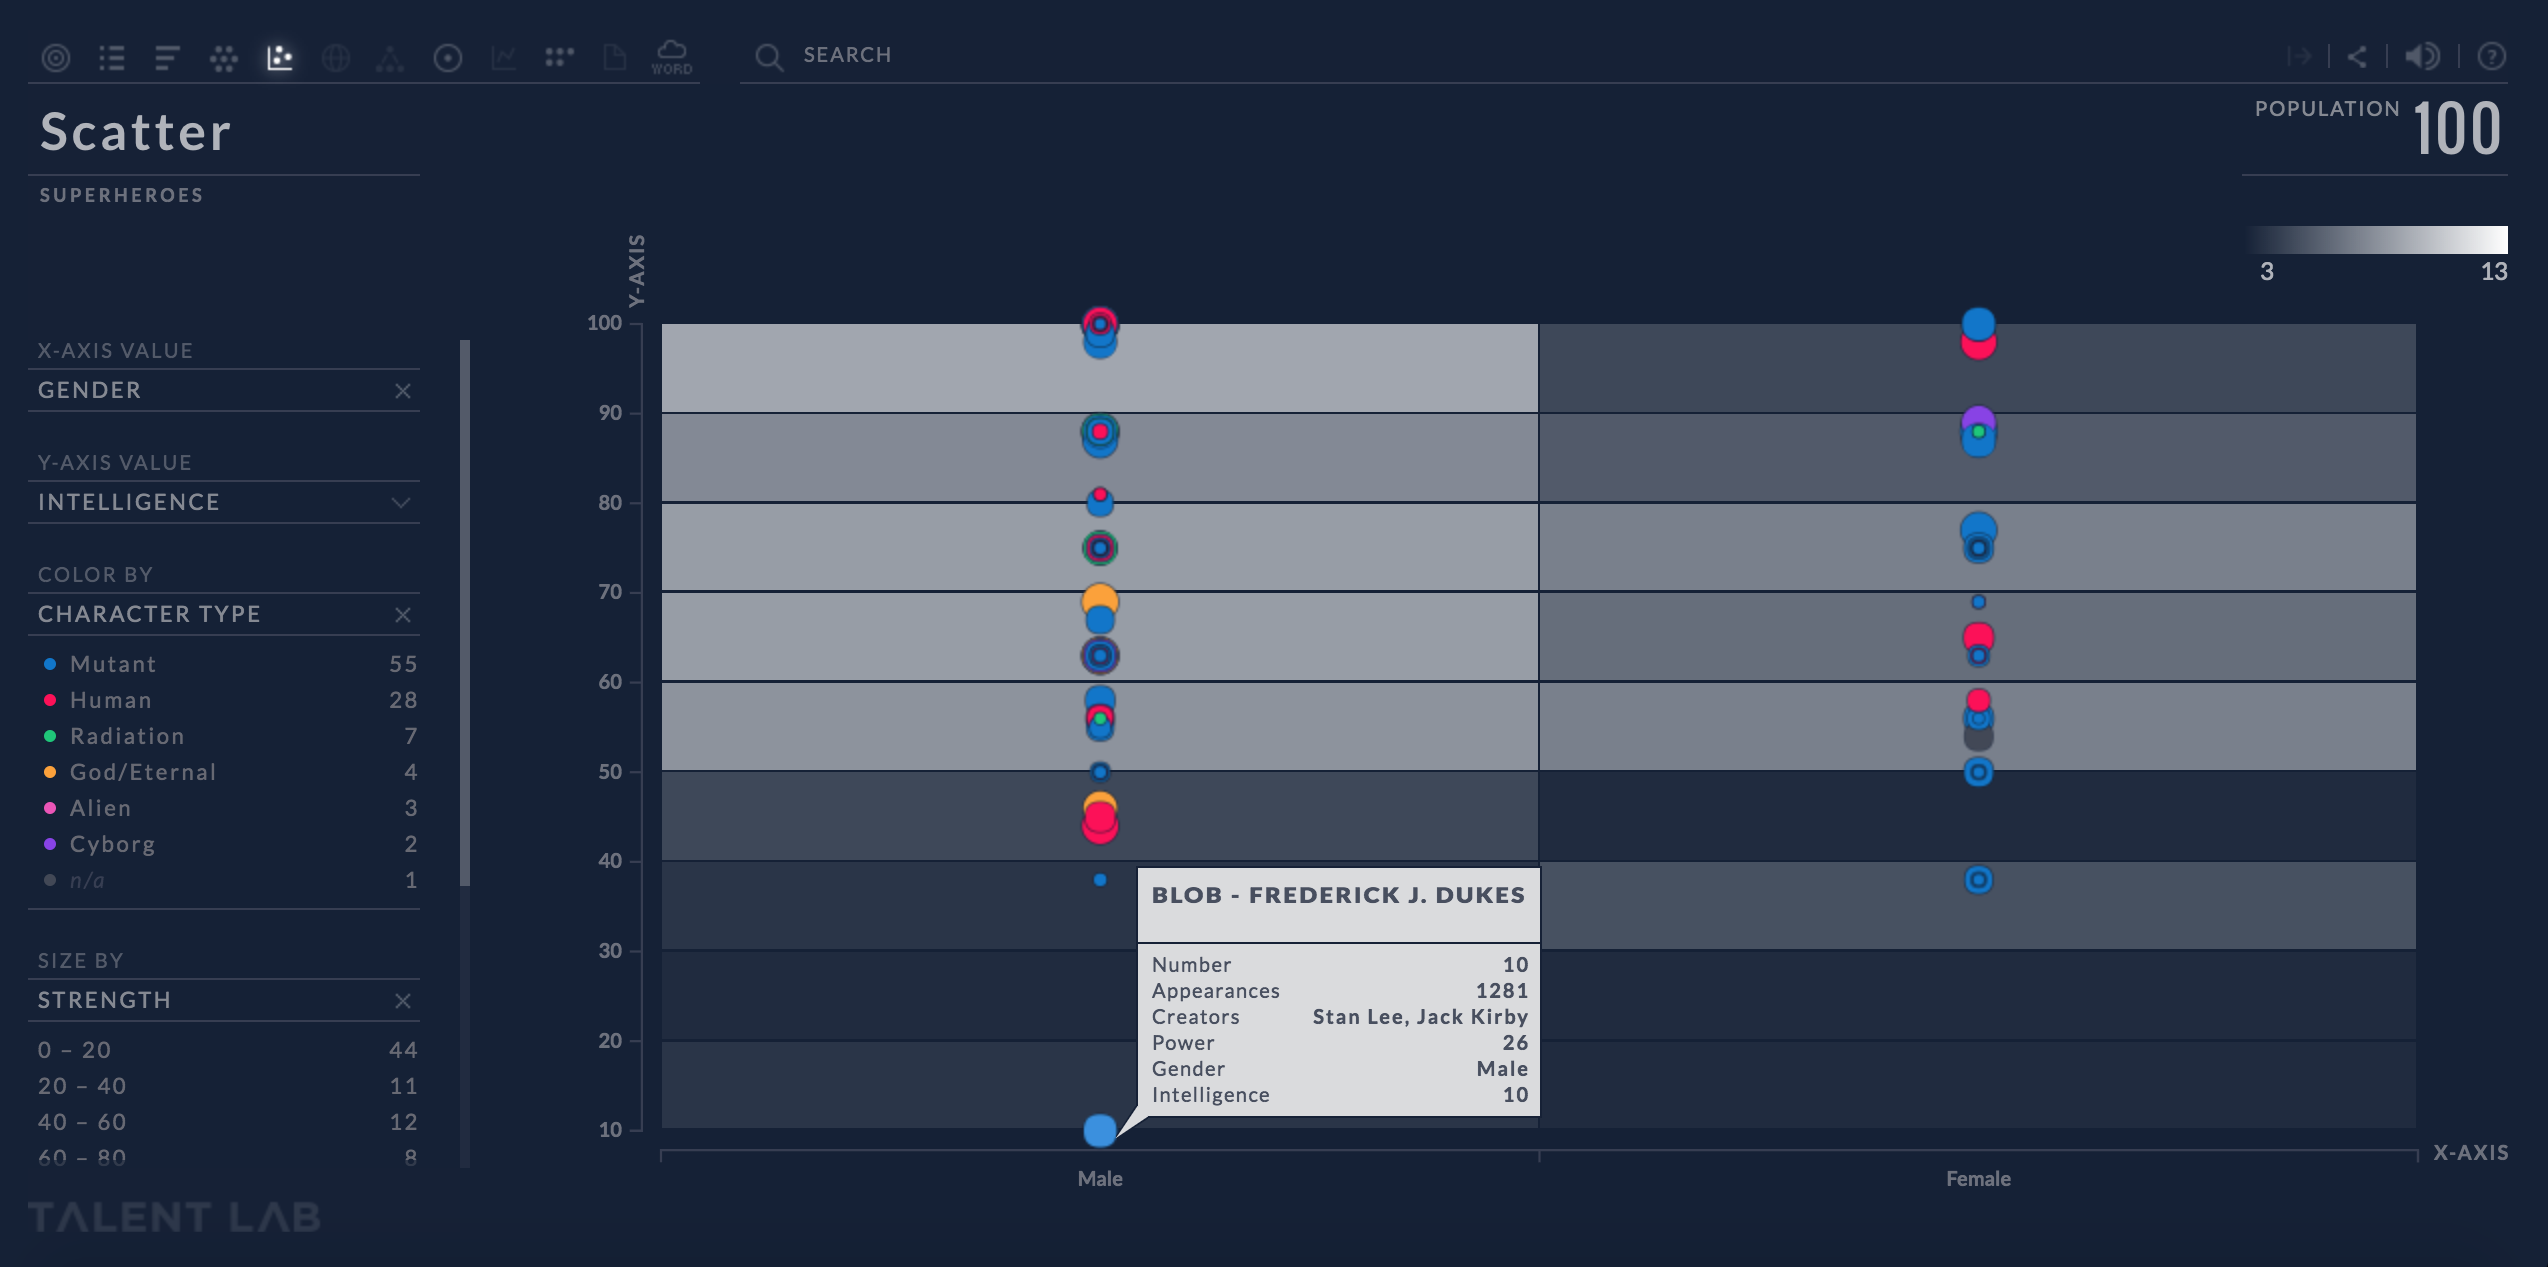 WORD
SEARCH
Scatter
POPULATION 100
SUPERHEROES
3 13
Y-AXIS
X-AXIS VALUE
GENDER
Y-AXIS VALUE
INTELLIGENCE
COLOR BY
CHARACTER TYPE
Mutant 55
Human 28
Radiation 7
God/Eternal 4
Alien 3
Cyborg 2
n/a 1
SIZE BY
STRENGTH
0 – 20 44
20 – 40 11
40 – 60 12
60 – 80 8
TALENT LAB
100
90
80
70
60
50
40
30
20
10
BLOB - FREDERICK J. DUKES
Number 10
Appearances 1281
Creators Stan Lee, Jack Kirby
Power 26
Gender Male
Intelligence 10
Male Female
X-AXIS